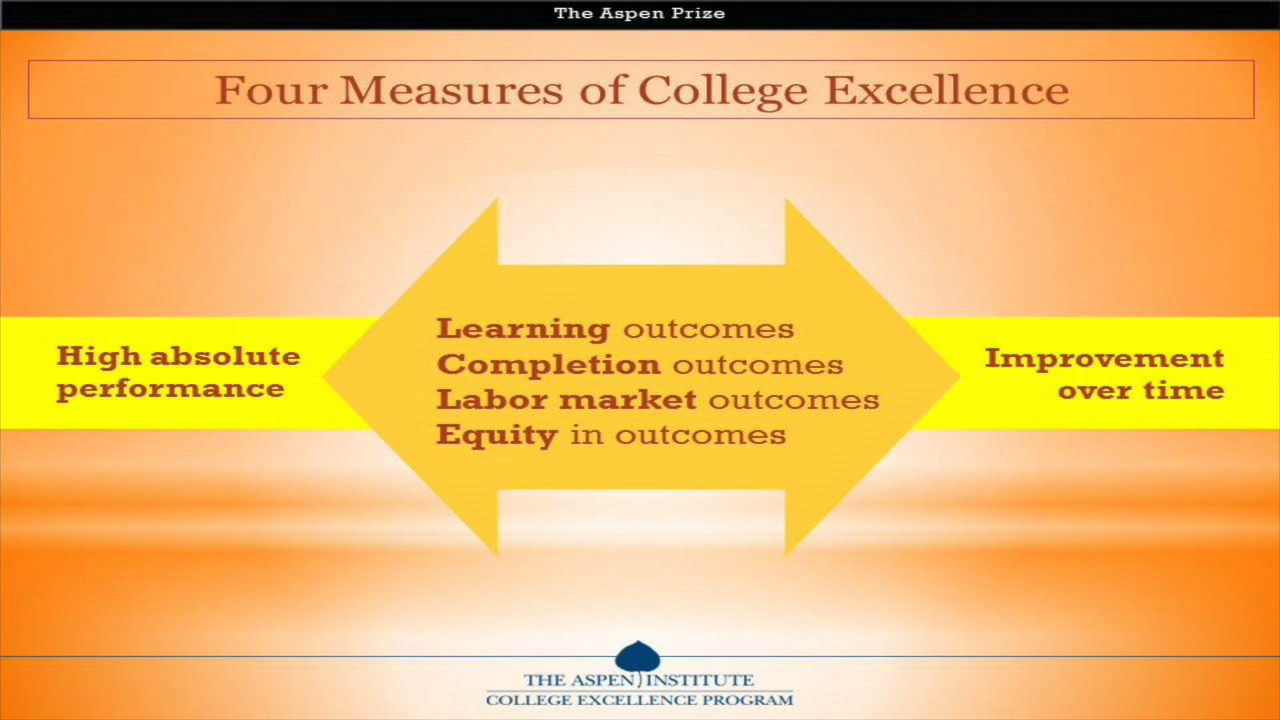 The Aspen Prize
Four Measures of College Excellence
High absolute
performance
Learning outcomes
Completion outcomes
Labor market outcomes
Equity in outcomes
Improvement
over time
THE ASPEN INSTITUTE
COLLEGE EXCELLENCE PROGRAM